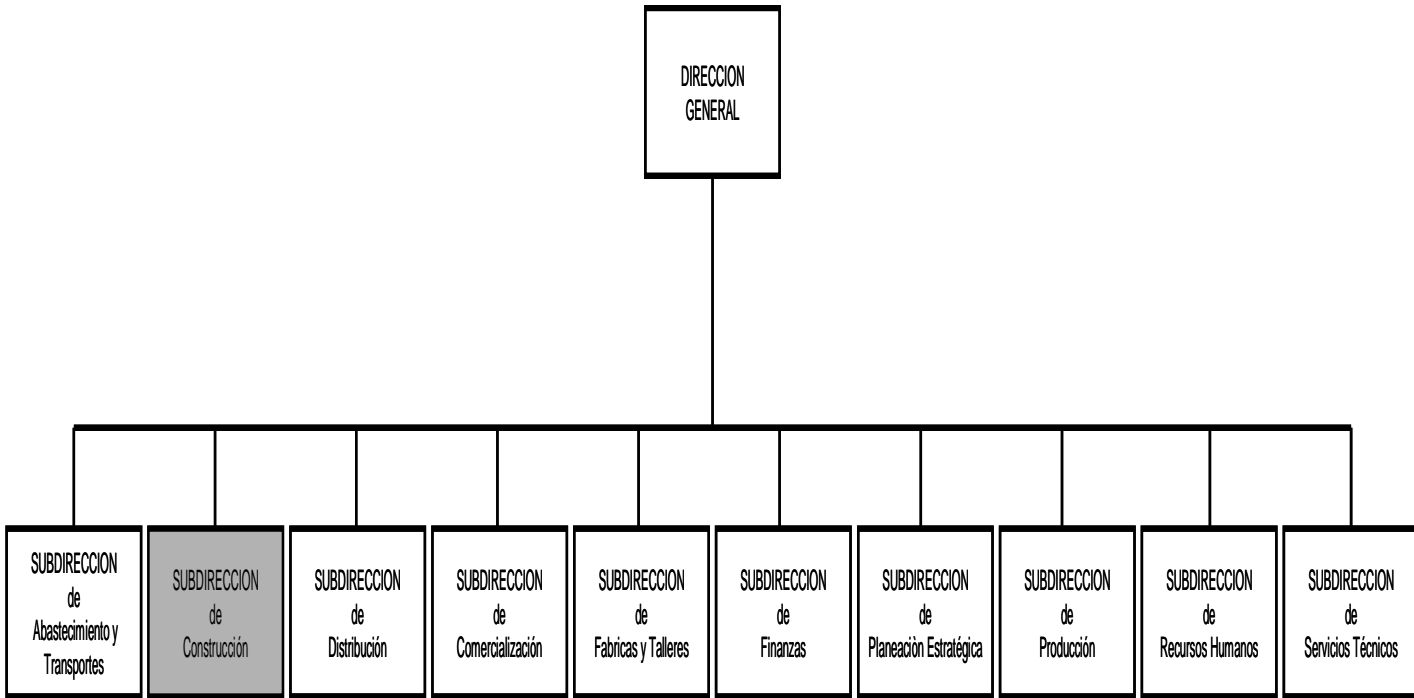 DIRECCION
GENERAL
SUBDIRECCION
de
Abastecimiento y
Transportes
SUBDIRECCION
de
Construcción
SUBDIRECCION
de
Distribución
SUBDIRECCION
de
Comercialización
SUBDIRECCION
de
Fabricas y Talleres
SUBDIRECCION
de
Finanzas
SUBDIRECCION
de
Planeaciòn Estratégica
SUBDIRECCION
de
Producción
SUBDIRECCION
de
Recursos Humanos
SUBDIRECCION
de
Servicios Técnicos